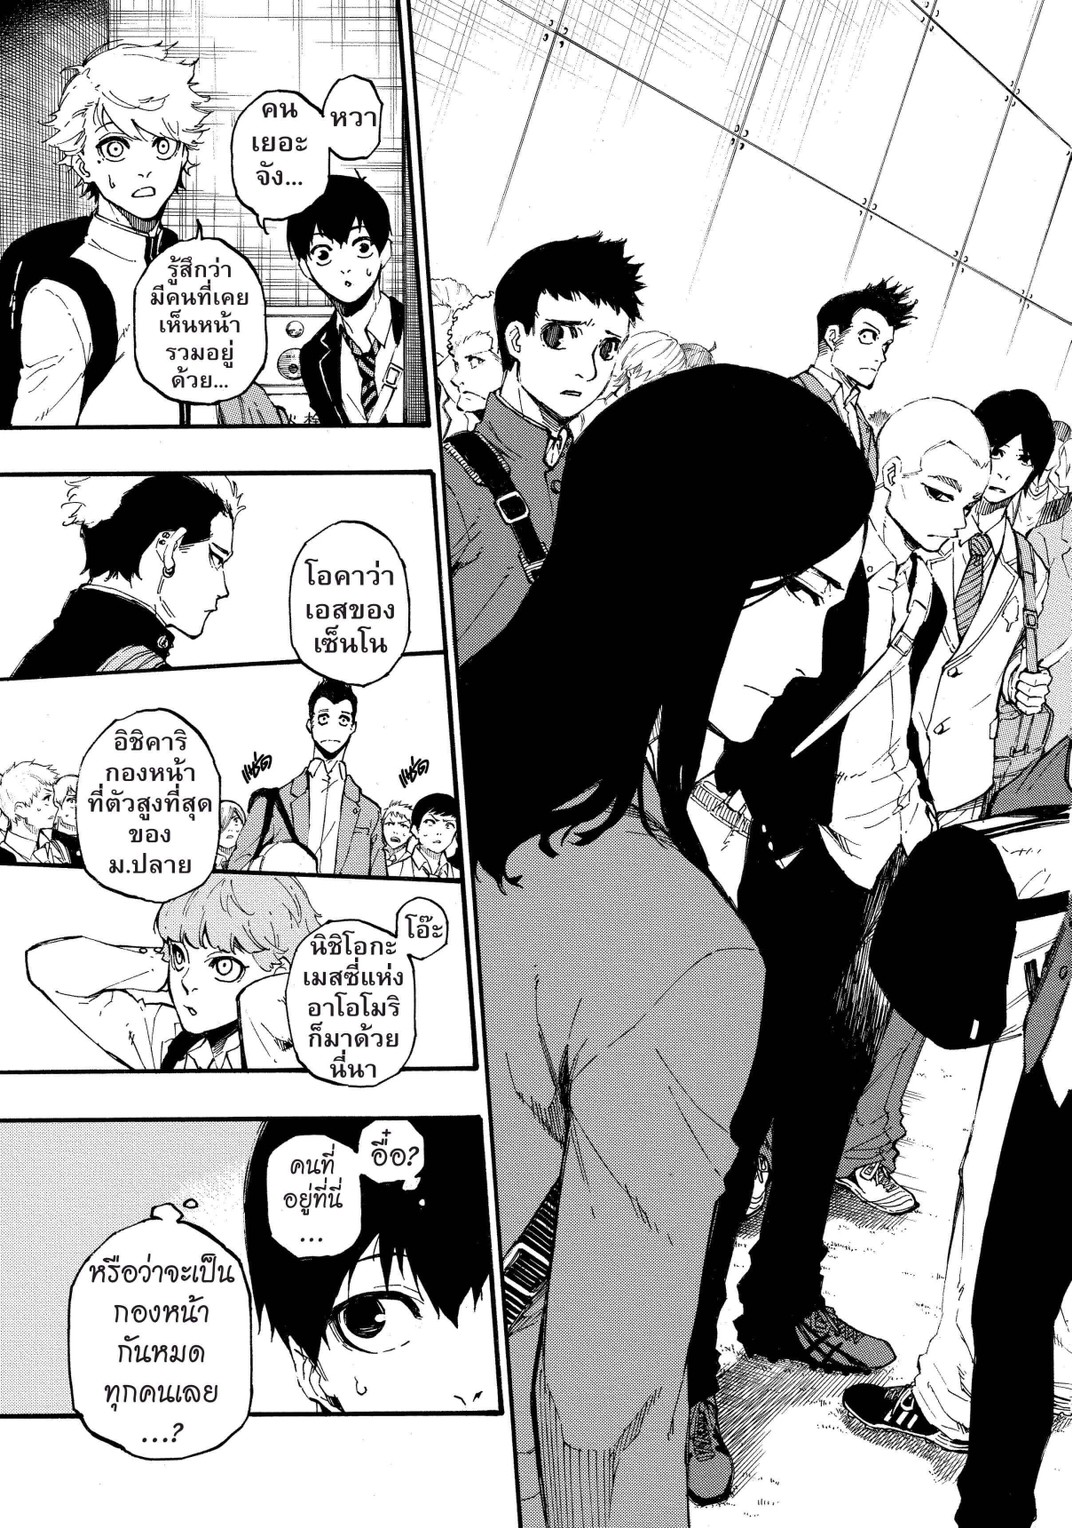 หวา
คน
เยอะ
จัง...
รู้สึกว่า
มีคนที่เคย
เห็นหน้า
รวมอยู่
ด้วย...
โอคาว่า
เอสของ
เซ็นโน
อิชิคาริ
กองหน้า
ที่ตัวสูงที่สุด
ของ
ม.ปลาย
แช่ด
แช่ด
โอ๊ะ
นิชิโอกะ
เมสซี่แห่ง
อาโอโมริ
ก็มาด้วย
นี่นา
อื๋อ?
คนที่
อยู่ที่นี่
...
หรือว่าจะเป็น
กองหน้า
กันหมด
ทุกคนเลย
...?